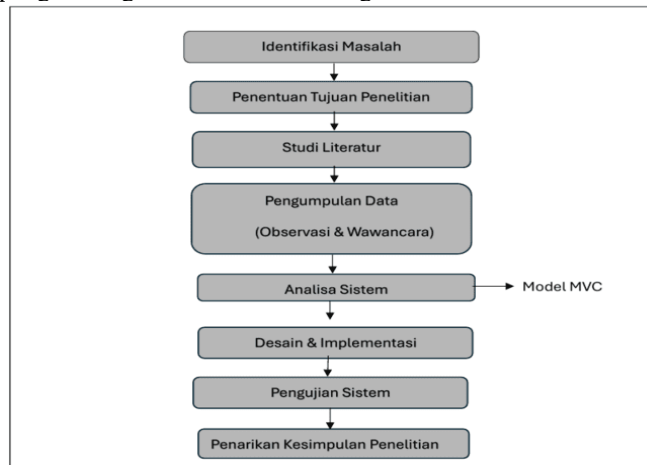 Identifikasi Masalah
Penentuan Tujuan Penelitian
Studi Literatur
Pengumpulan Data
(Observasi & Wawancara)
Analisa Sistem
Model MVC
Desain & Implementasi
Pengujian Sistem
Penarikan Kesimpulan Penelitian